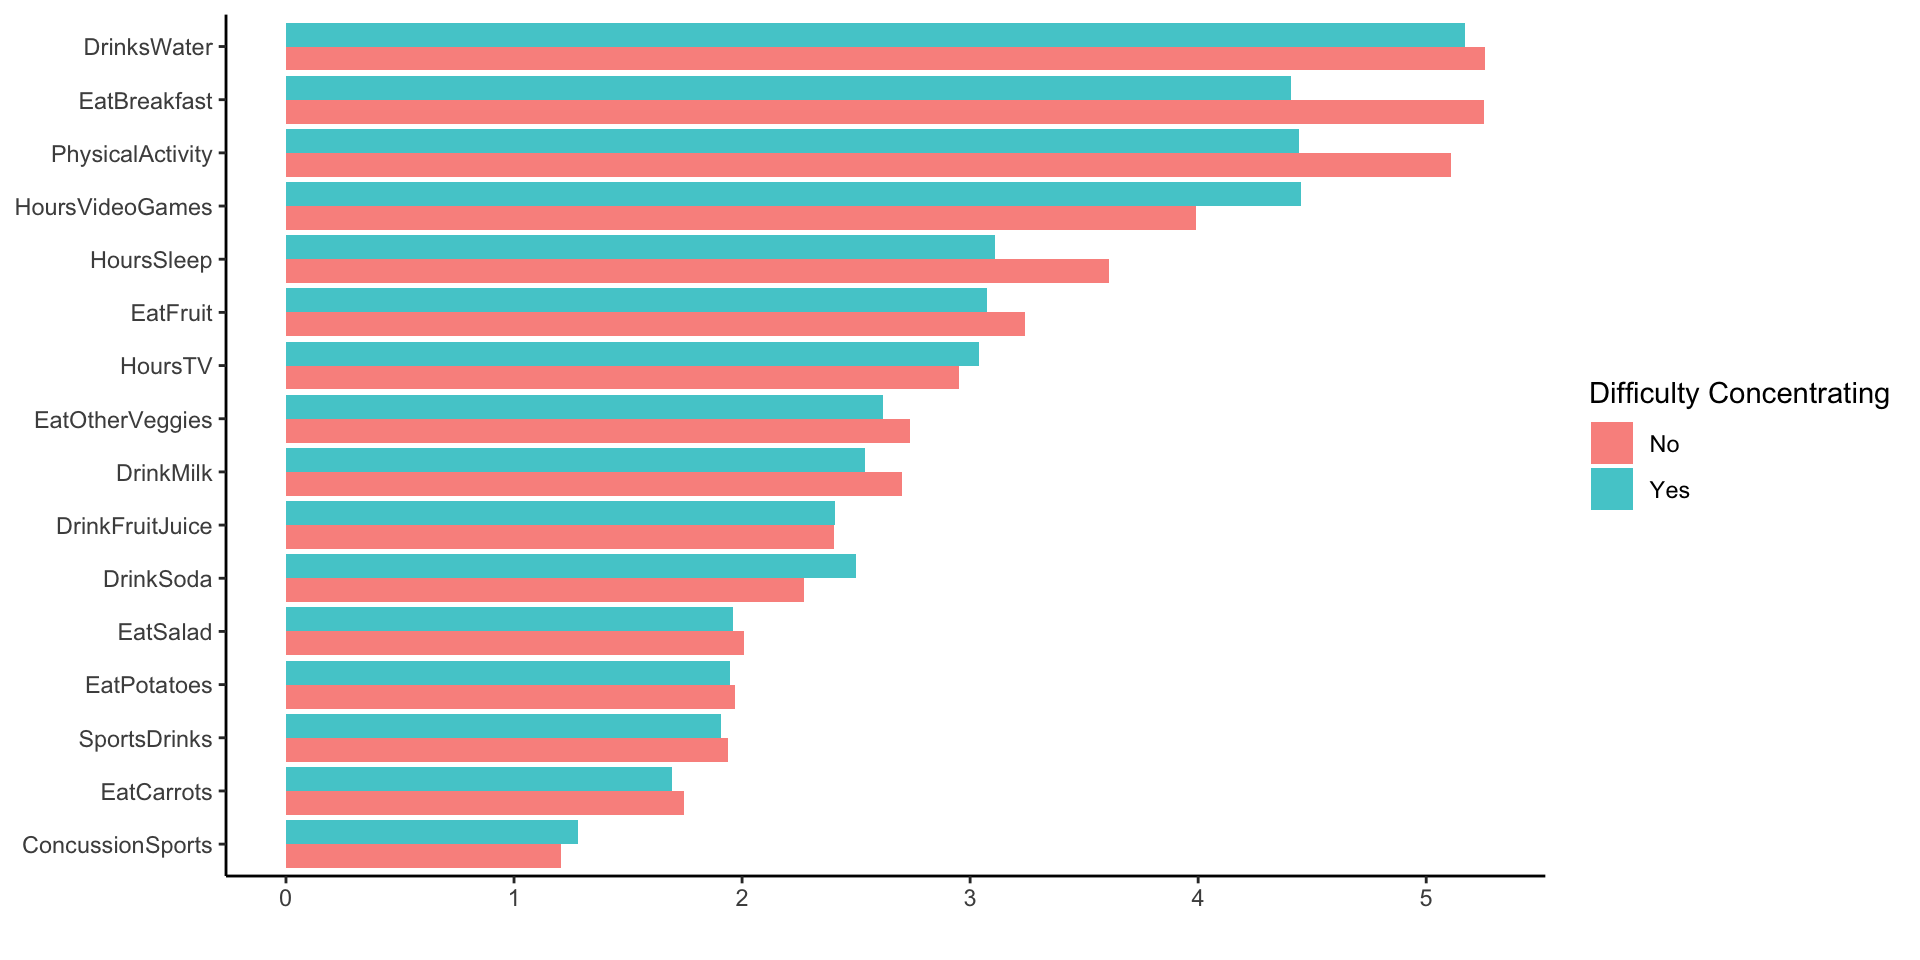 DrinksWater
EatBreakfast
PhysicalActivity
HoursVideoGames
HoursSleep
EatFruit
HoursTV
EatOtherVeggies
DrinkMilk
DrinkFruitJuice
DrinkSoda
EatSalad
EatPotatoes
SportsDrinks
EatCarrots
ConcussionSports
0 1 2 3 4 5
Difficulty Concentrating
No
Yes